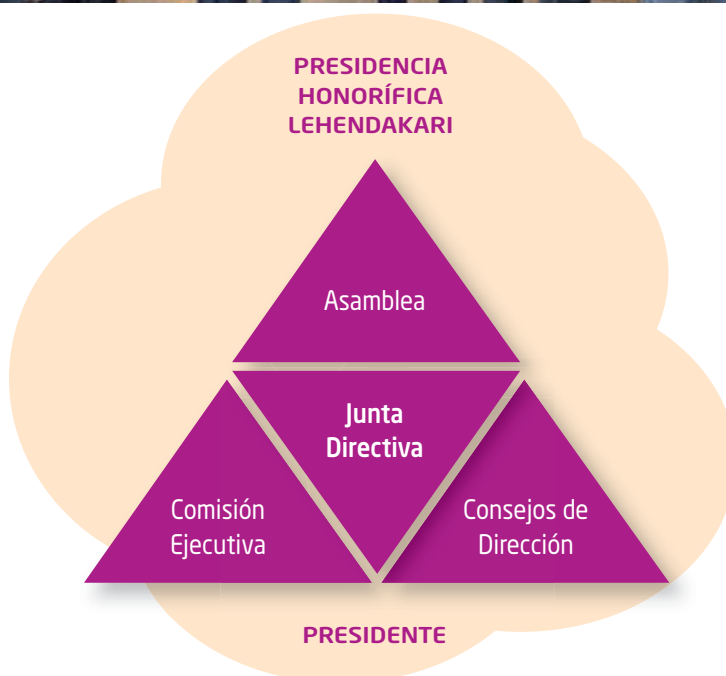 PRESIDENCIA
HONORÍFICA
LEHENDAKARI
Asamblea
Junta
Directiva
Comisión
Ejecutiva
Consejos de
Dirección
PRESIDENTE